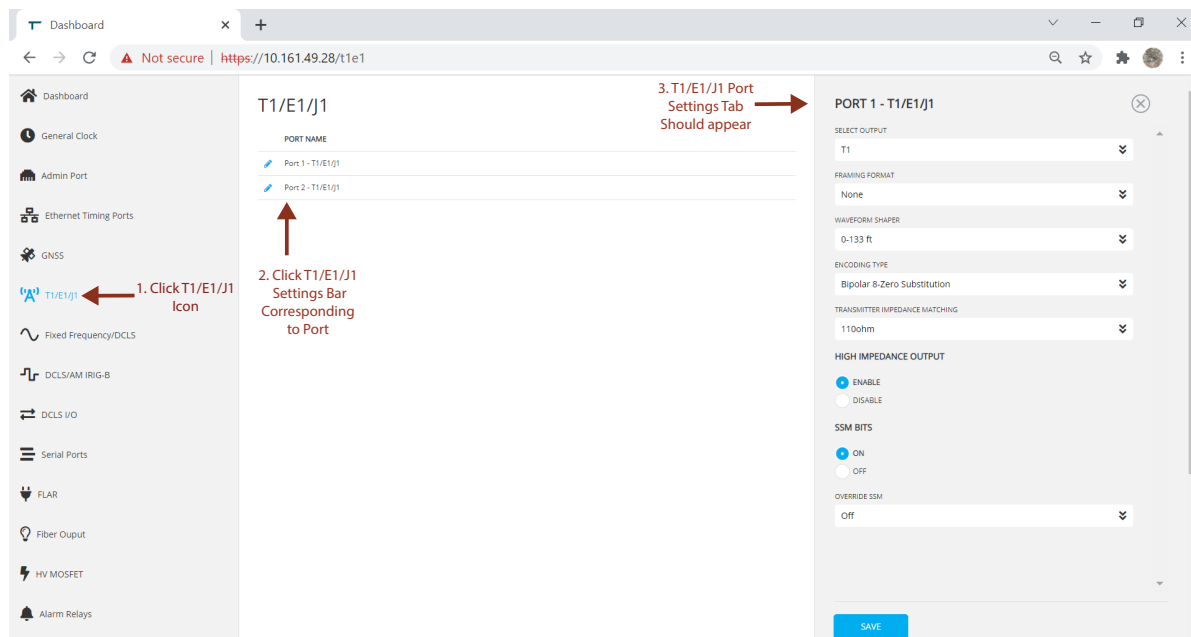 Dashboard
Not secure
https://10.161.49.28/t1e1
Dashboard
General Clock
Admin Port
Ethernet Timing Ports
GNSS
T1/E1/J1
Fixed Frequency/DCLS
DCLS/AM IRIG-B
DCLS I/O
Serial Ports
FLAR
Fiber Ouput
HV MOSFET
Alarm Relays
1. Click T1/E1/J1
Icon
T1/E1/J1
PORT NAME
Port 1 - T1/E1/J1
Port 2 - T1/E1/J1
2. Click T1/E1/J1
Settings Bar
Corresponding
to Port
3. T1/E1/J1 Port
Settings Tab
Should appear
PORT 1 - T1/E1/J1
SELECT OUTPUT
T1
FRAMING FORMAT
None
WAVEFORM SHAPER
0-133 ft
ENCODING TYPE
Bipolar 8-Zero Substitution
TRANSMITTER IMPEDANCE MATCHING
110ohm
HIGH IMPEDANCE OUTPUT
ENABLE
DISABLE
SSM BITS
ON
OFF
OVERRIDE SSM
Off
SAVE